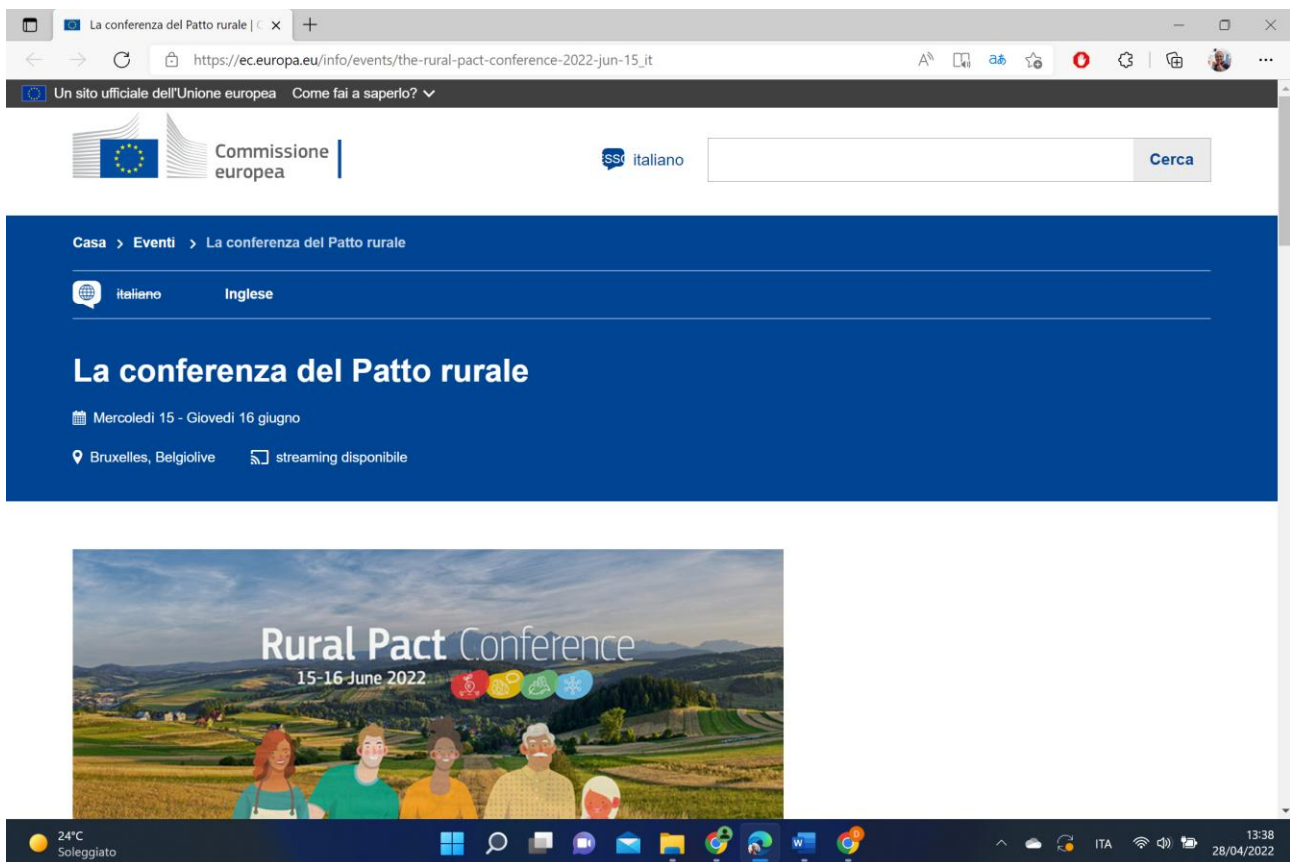 La conferenza del Patto rurale | C
https://ec.europa.eu/info/events/the-rural-pact-conference-2022-jun-15_it
Un sito ufficiale dell'Unione europea Come fai a saperlo?
Commissione
europea
italiano
Cerca
Casa > Eventi > La conferenza del Patto rurale
italiano Inglese
La conferenza del Patto rurale
Mercoledì 15 - Giovedì 16 giugno
Bruxelles, Belgiolive streaming disponibile
Rural Pact Conference
15-16 June 2022
24°C
Soleggiato
ITA
13:38
28/04/2022